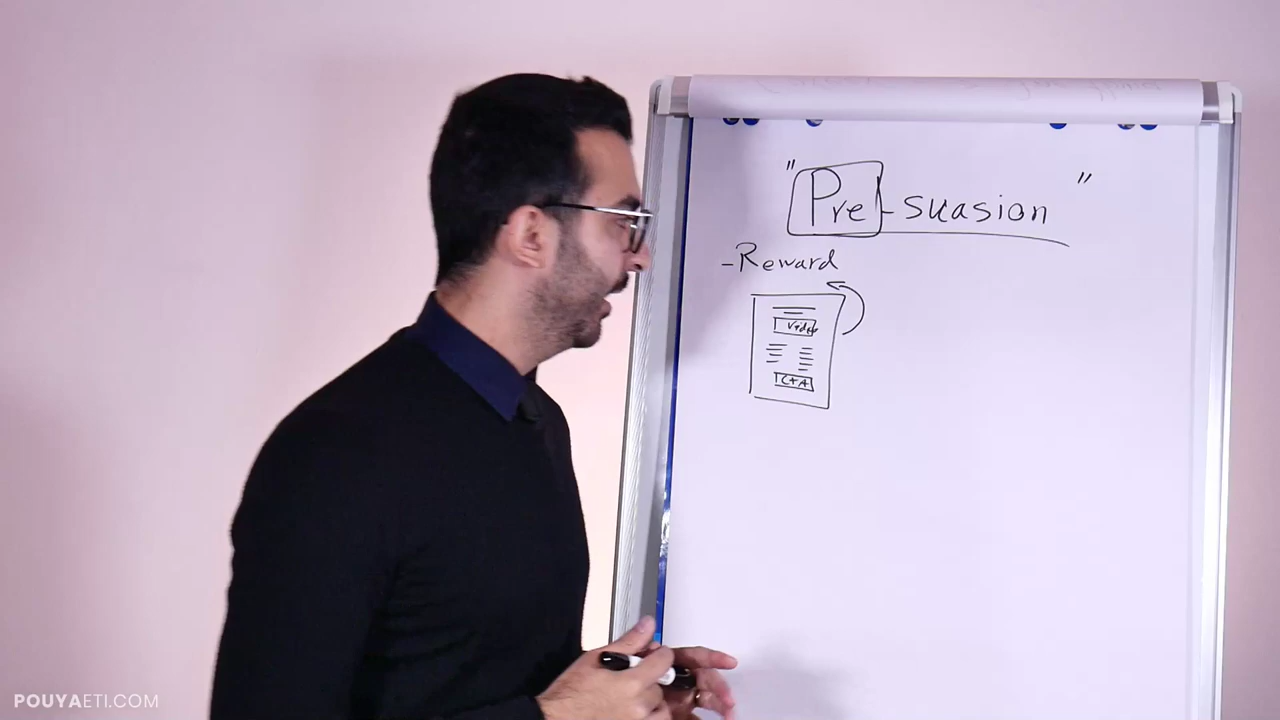 "Pre-suasion"
-Reward
Video
CTA
POUYAETI.COM